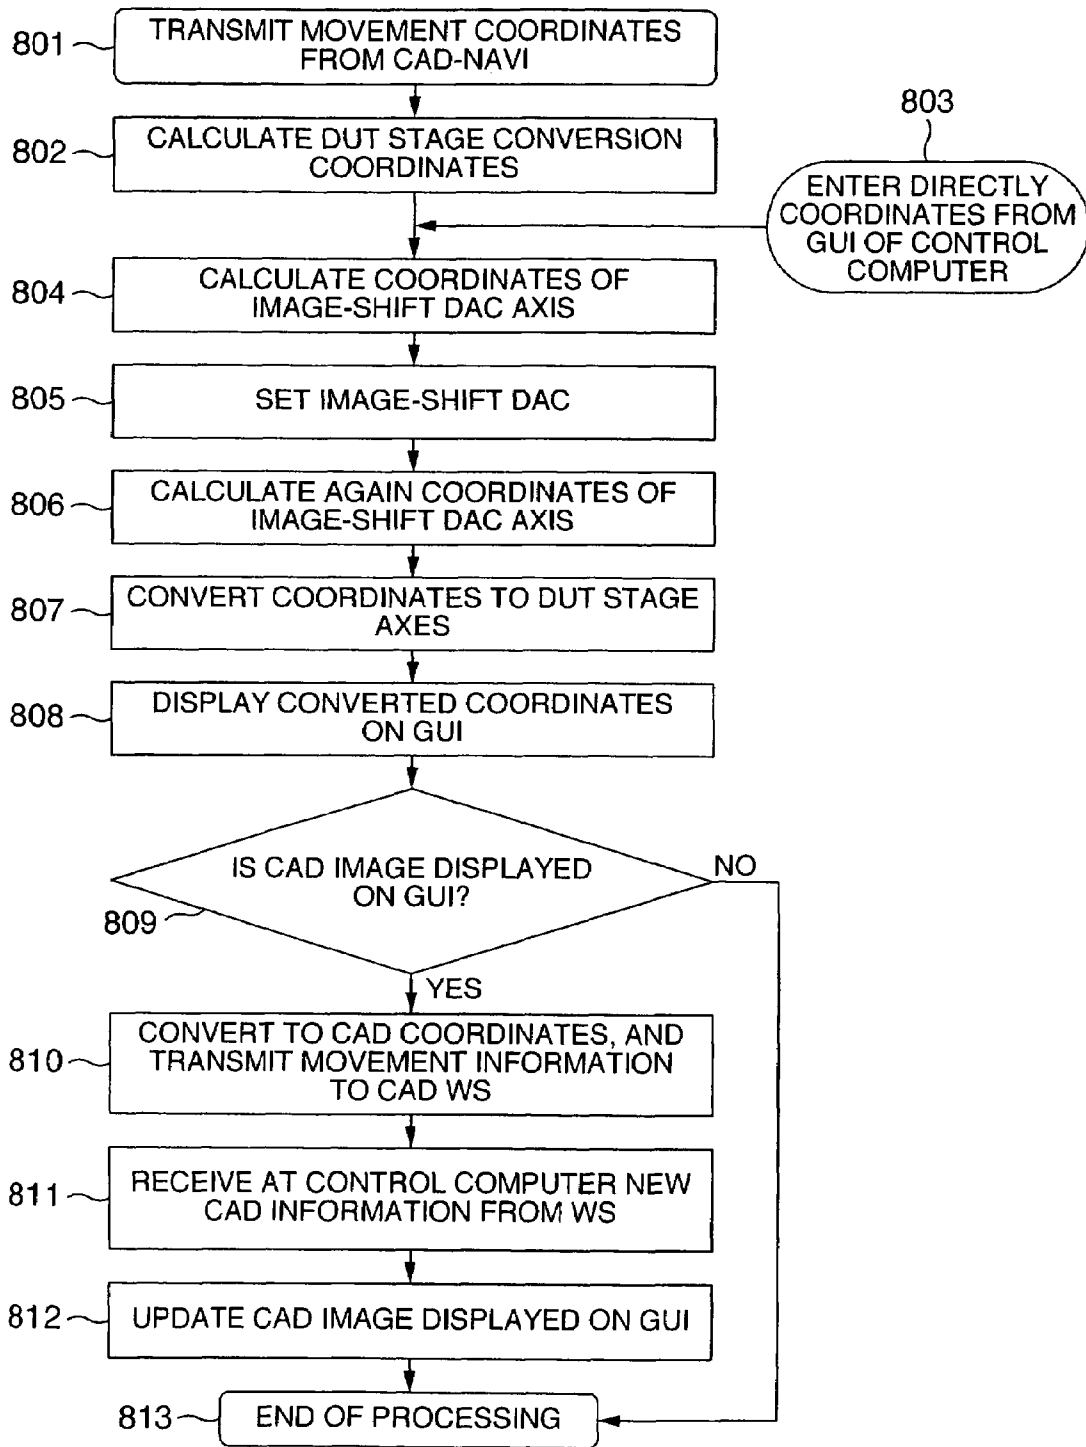 801
TRANSMIT MOVEMENT COORDINATES
FROM CAD-NAVI
802
CALCULATE DUT STAGE CONVERSION
COORDINATES
803
ENTER DIRECTLY
COORDINATES FROM
GUI OF CONTROL
COMPUTER
804
CALCULATE COORDINATES OF
IMAGE-SHIFT DAC AXIS
805
SET IMAGE-SHIFT DAC
806
CALCULATE AGAIN COORDINATES OF
IMAGE-SHIFT DAC AXIS
807
CONVERT COORDINATES TO DUT STAGE
AXES
808
DISPLAY CONVERTED COORDINATES
ON GUI
809
IS CAD IMAGE DISPLAYED
ON GUI?
NO
YES
810
CONVERT TO CAD COORDINATES, AND
TRANSMIT MOVEMENT INFORMATION
TO CAD WS
811
RECEIVE AT CONTROL COMPUTER NEW
CAD INFORMATION FROM WS
812
UPDATE CAD IMAGE DISPLAYED ON GUI
813
END OF PROCESSING